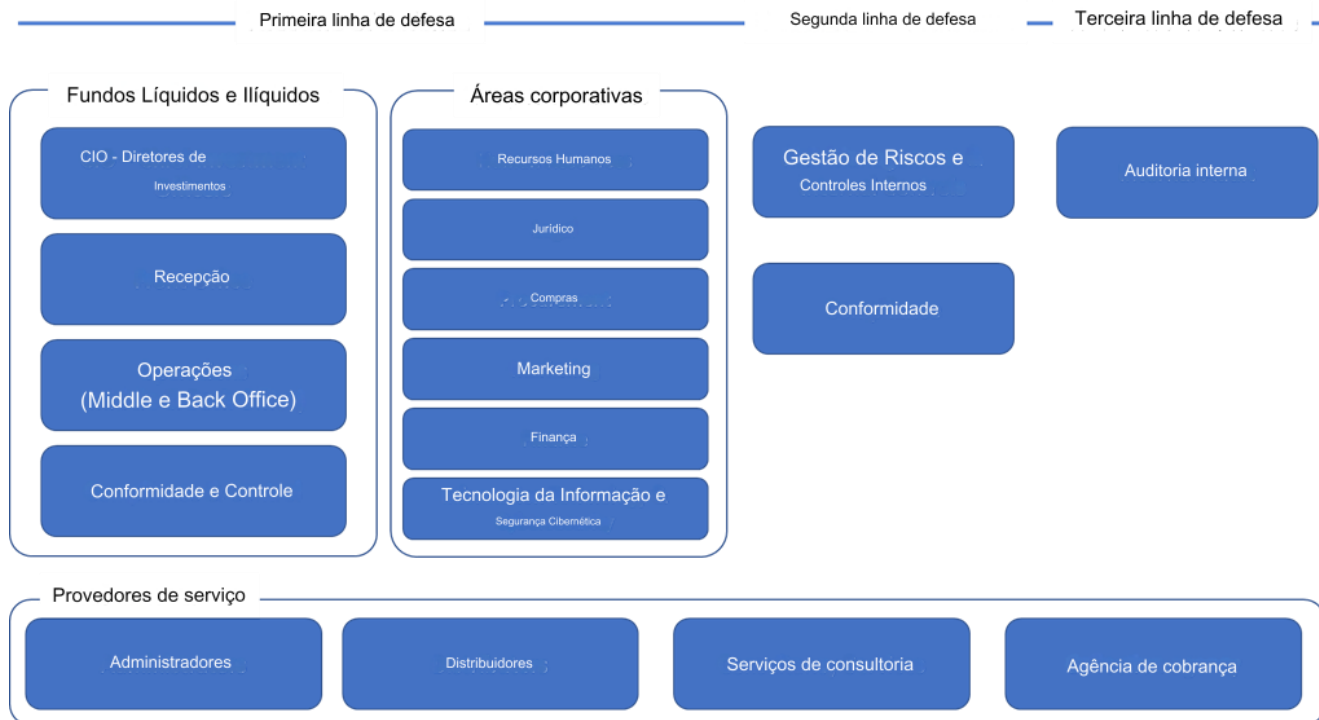 Primeira linha de defesa
Segunda linha de defesa
Terceira linha de defesa
Fundos Líquidos e Ilíquidos
CIO - Diretores de
Investimentos
Recepção
Operações
(Middle e Back Office)
Conformidade e Controle
Áreas corporativas
Recursos Humanos
Jurídico
Compras
Marketing
Finança
Tecnologia da Informação e
Segurança Cibernética
Gestão de Riscos e
Controles Internos
Conformidade
Auditoria interna
Provedores de serviço
Administradores
Distribuidores
Serviços de consultoria
Agência de cobrança